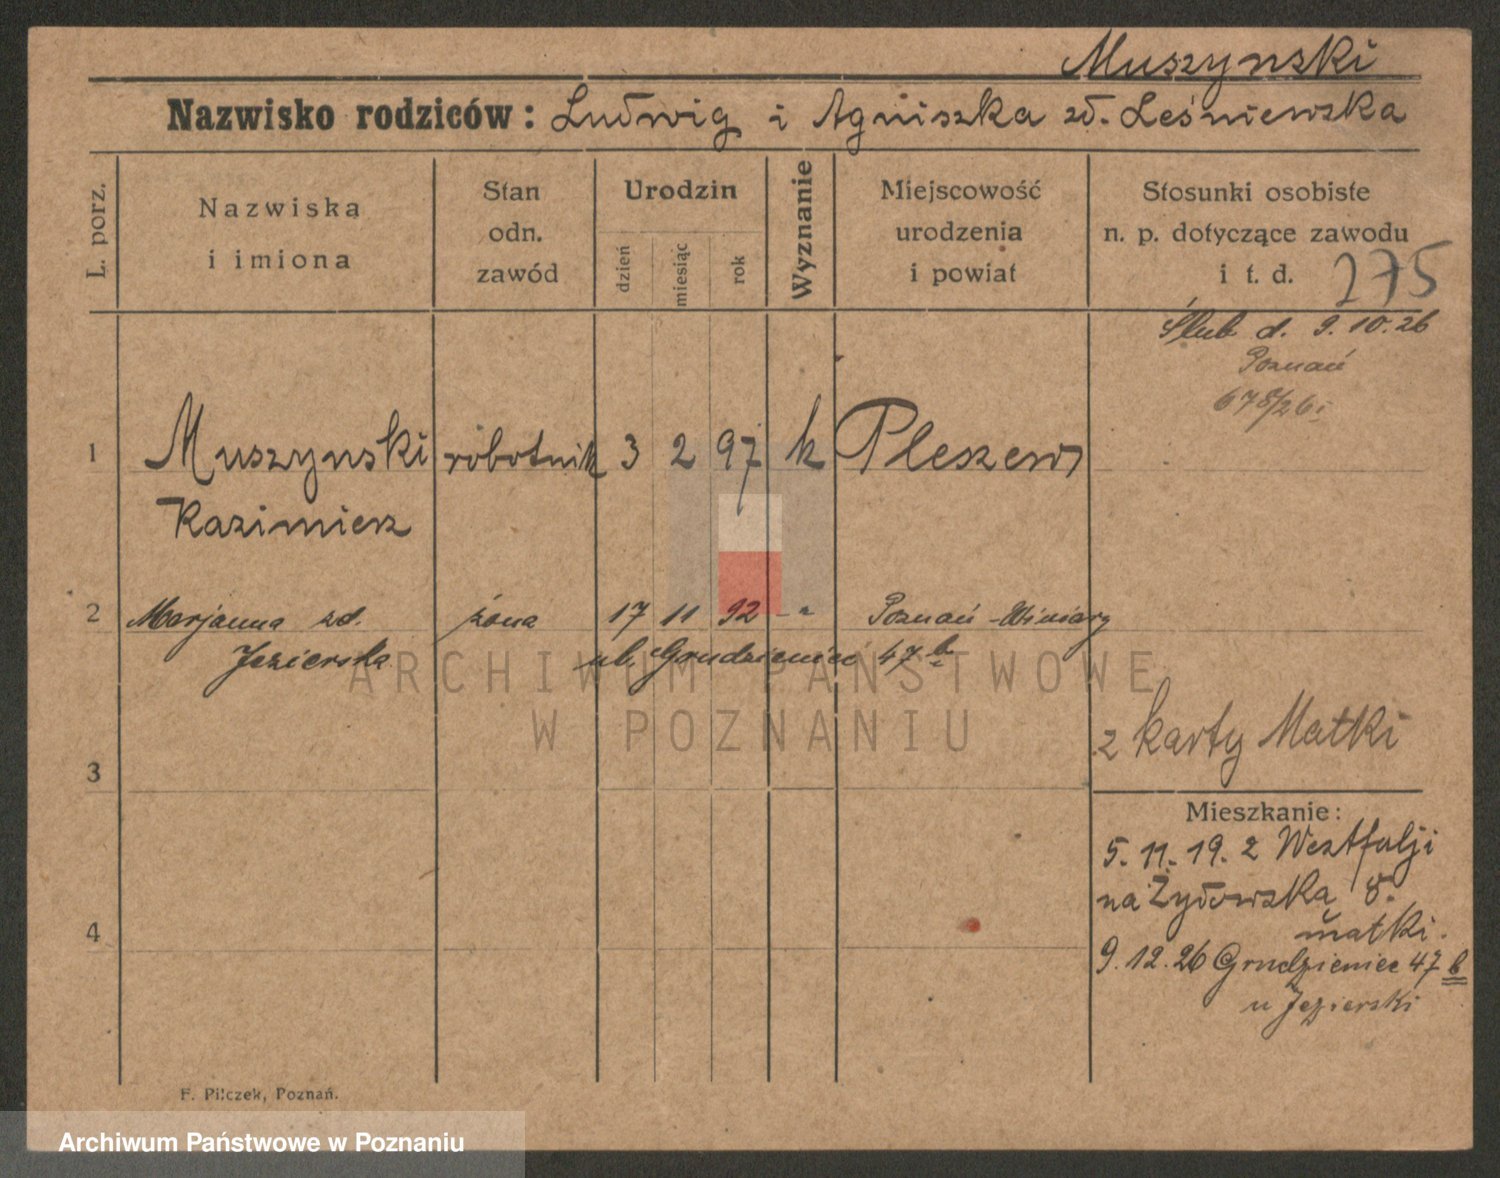 Muszynski
Nazwisko rodziców: Ludwig i Agniszka zd. Leśniewska
L. porz.
Nazwiska
i imiona
Stan
odn.
zawód
Urodzin
dzień
miesiąc
rok
Wyznanie
Miejscowość
urodzenia
i powiat
Stosunki osobiste
n. p. dotyczące zawodu
i t. d.
275
Ślub d. 9.10.26
Poznań
678/26
1 Muszynski robotnik 3 2 97 k Pleszew
Kazimierz
2 Marjanna zd. żona 17 11 92 - " Poznań - Winiary
Jezierska ul. Grudzieniec 47 b
z karty Matki
3
Mieszkanie:
5. 11. 19. z Westfalji
na Żydowska 8.
matki.
4
9. 12. 26 Grudzieniec 47 b
u Jezierski
F. Pilczek, Poznań.
ARCHIWUM PAŃSTWOWE
W POZNANIU
Archiwum Państwowe w Poznaniu